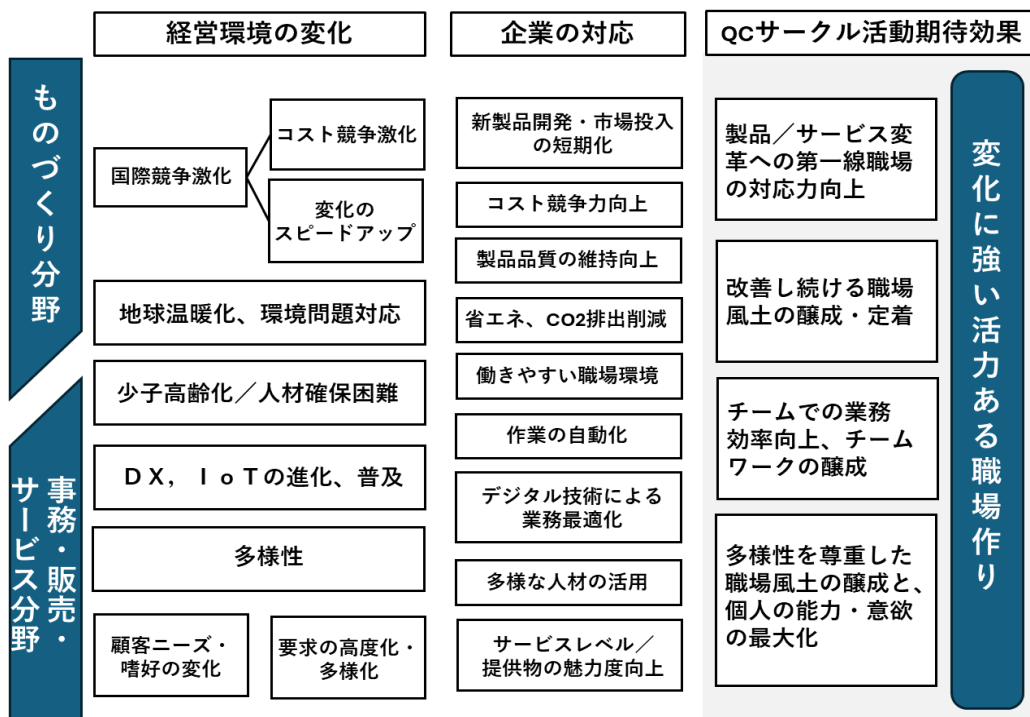 経営環境の変化
企業の対応
QCサークル活動期待効果
ものづくり分野
事務・販売・
サービス分野
国際競争激化
コスト競争激化
変化の
スピードアップ
地球温暖化、環境問題対応
少子高齢化／人材確保困難
ＤＸ，ＩｏＴの進化、普及
多様性
顧客ニーズ・
嗜好の変化
要求の高度化・
多様化
新製品開発・市場投入
の短期化
コスト競争力向上
製品品質の維持向上
省エネ、CO2排出削減
働きやすい職場環境
作業の自動化
デジタル技術による
業務最適化
多様な人材の活用
サービスレベル／
提供物の魅力度向上
製品／サービス変
革への第一線職場
の対応力向上
改善し続ける職場
風土の醸成・定着
チームでの業務
効率向上、チーム
ワークの醸成
多様性を尊重した
職場風土の醸成と、
個人の能力・意欲
の最大化
変化に強い活力ある職場作り